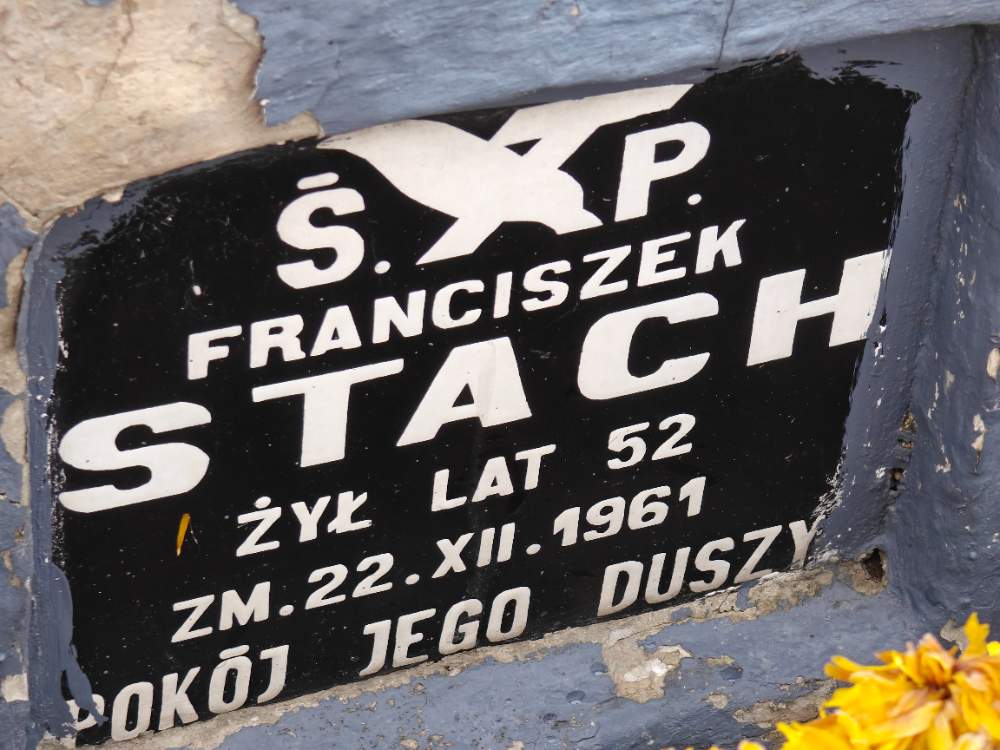 Ś. P.
FRANCISZEK
STACH
ŻYŁ LAT 52
ZM. 22. XII. 1961
POKÓJ JEGO DUSZY